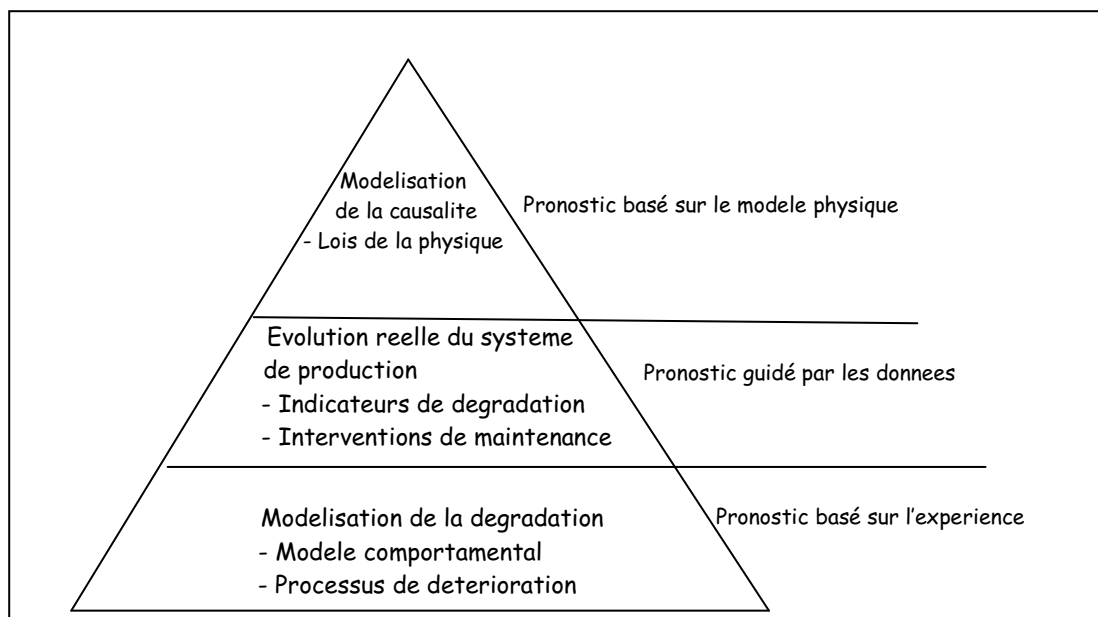 Modelisation
de la causalite
- Lois de la physique
Pronostic basé sur le modele physique
Evolution reelle du systeme
de production
- Indicateurs de degradation
- Interventions de maintenance
Pronostic guidé par les donnees
Modelisation de la degradation
- Modele comportamental
- Processus de deterioration
Pronostic basé sur l'experience